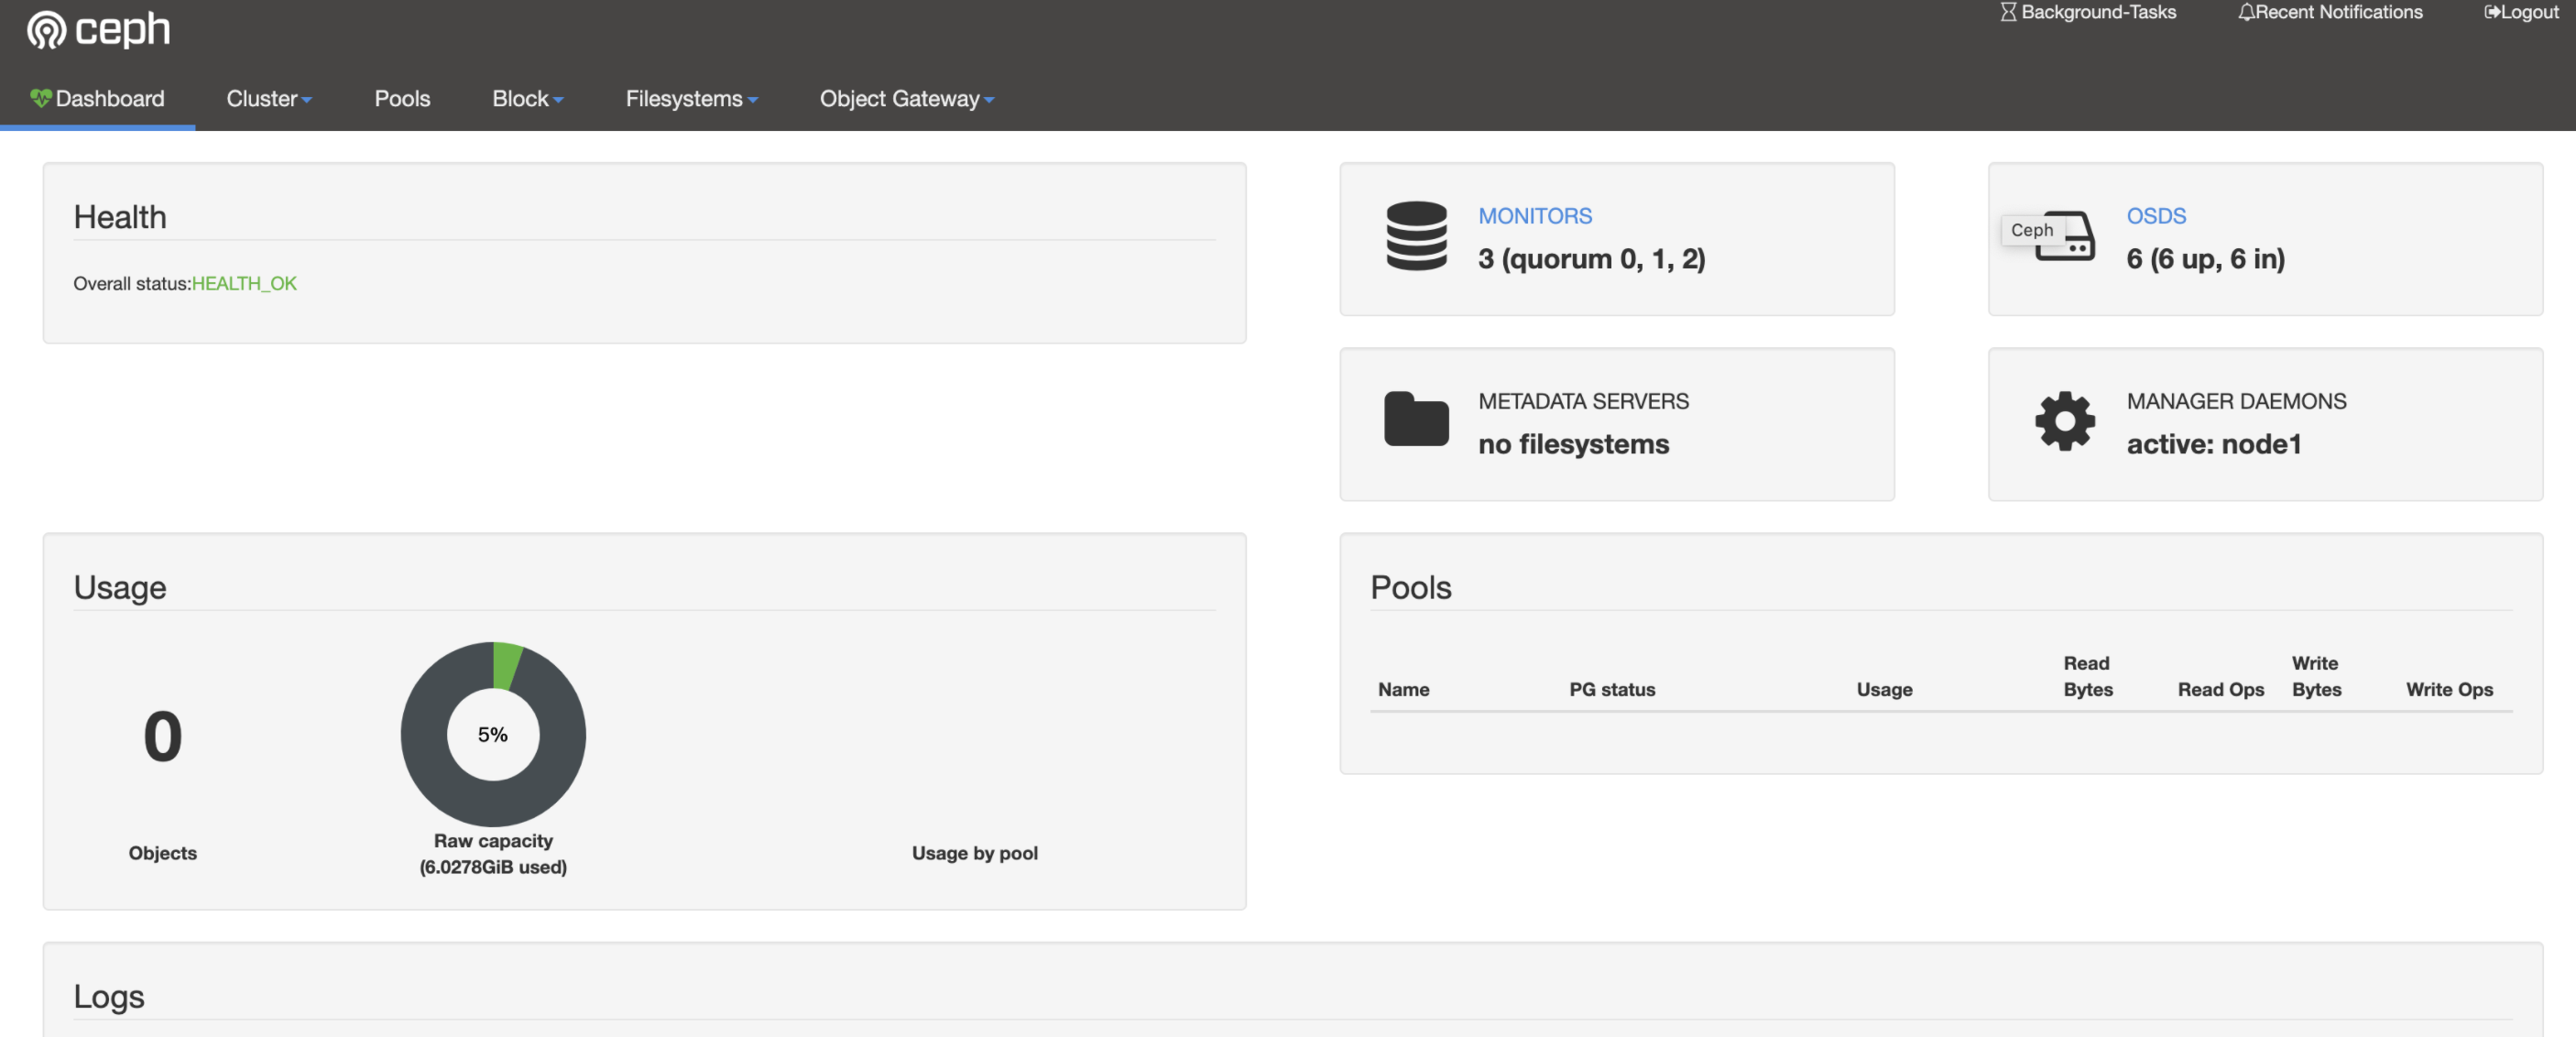 ceph
Background-Tasks
Recent Notifications
Logout
Dashboard
Cluster
Pools
Block
Filesystems
Object Gateway
Health
Overall status:HEALTH_OK
MONITORS
3 (quorum 0, 1, 2)
Ceph
OSDS
6 (6 up, 6 in)
METADATA SERVERS
no filesystems
MANAGER DAEMONS
active: node1
Usage
0
Objects
5%
Raw capacity
(6.0278GiB used)
Usage by pool
Pools
Name
PG status
Usage
Read
Bytes
Read Ops
Write
Bytes
Write Ops
Logs